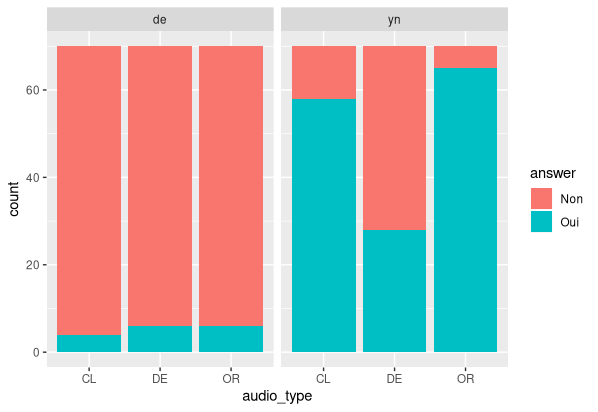 de yn
60
40
20
0
count
CL DE OR CL DE OR
audio_type
answer
Non
Oui